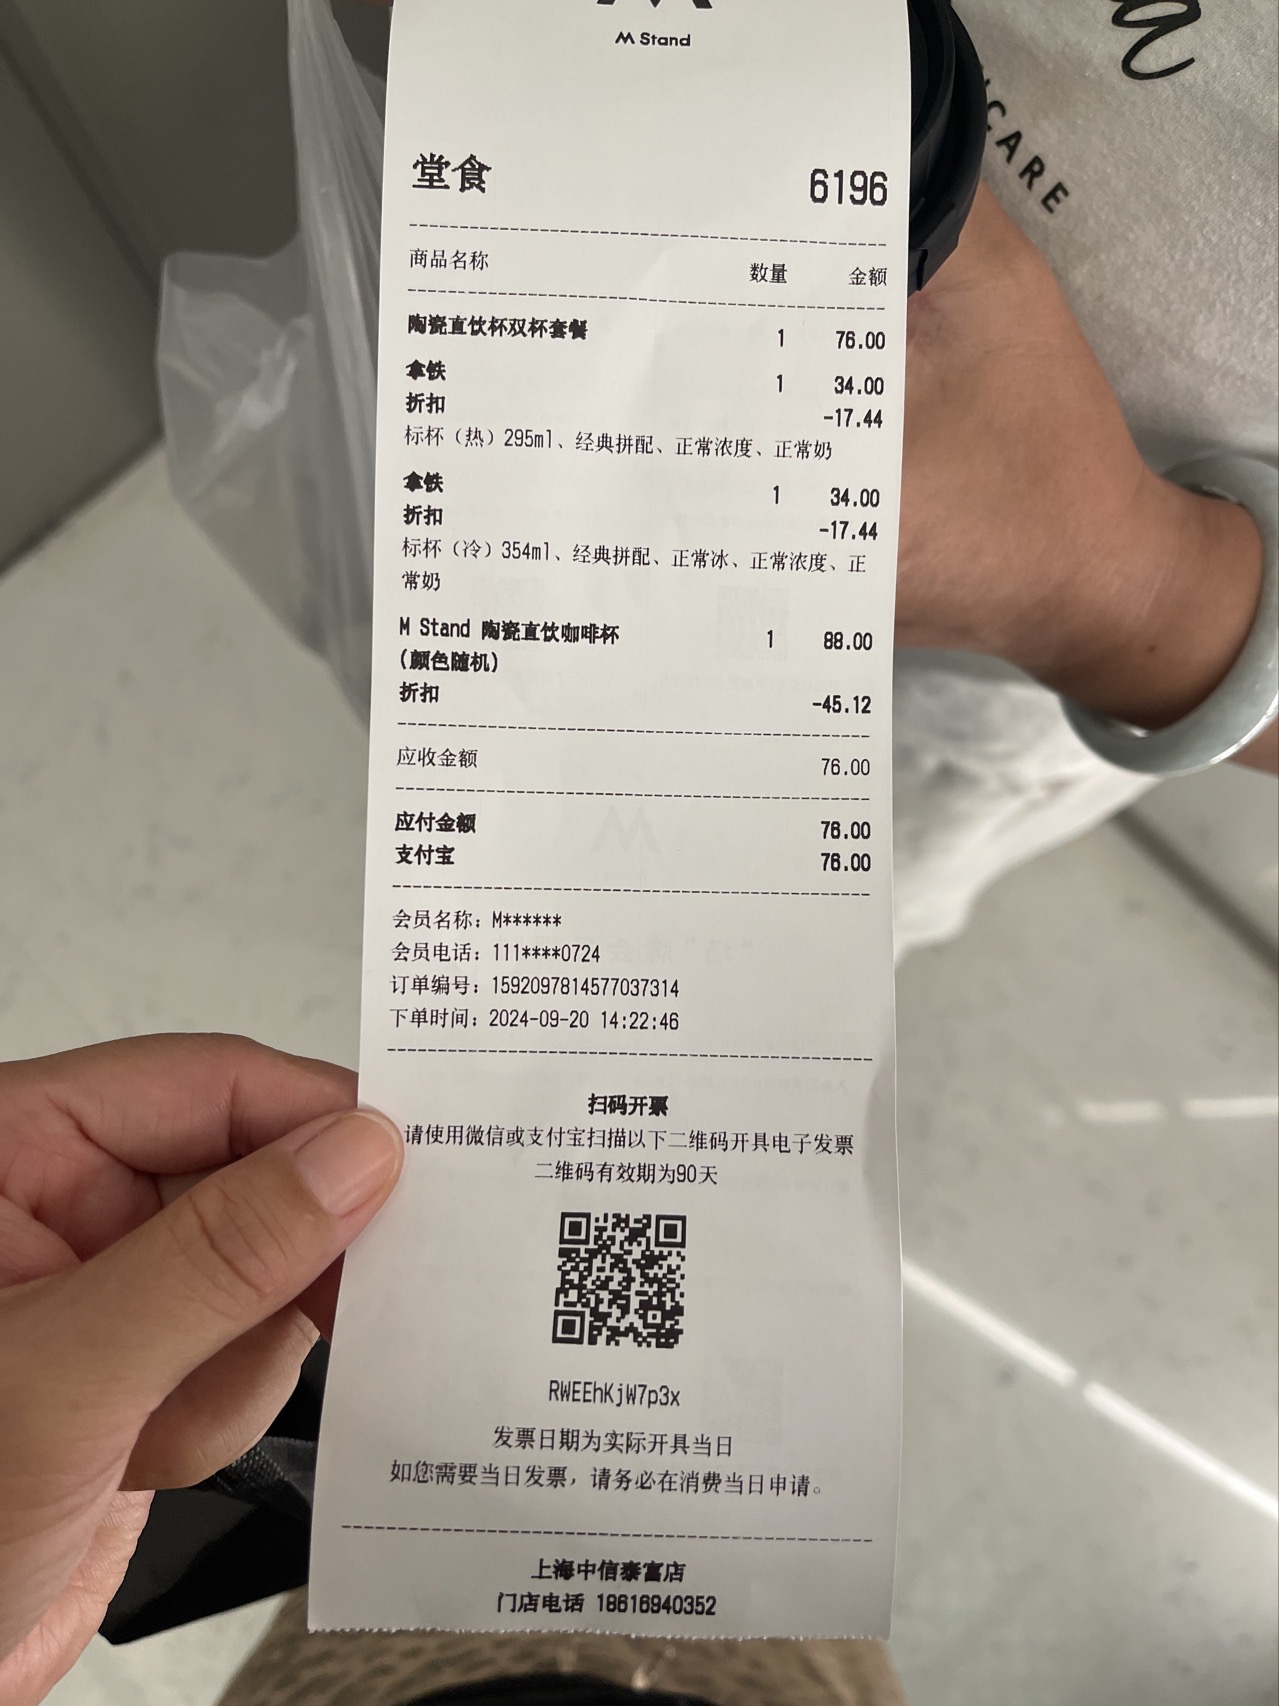 M Stand
堂食 6196
商品名称 数量 金额
陶瓷直饮杯双杯套餐 1 76.00
拿铁 1 34.00
折扣 -17.44
标杯（热）295ml、经典拼配、正常浓度、正常奶
拿铁 1 34.00
折扣 -17.44
标杯（冷）354ml、经典拼配、正常冰、正常浓度、正
常奶
M Stand 陶瓷直饮咖啡杯 1 88.00
(颜色随机)
折扣 -45.12
应收金额 76.00
应付金额 76.00
支付宝 76.00
会员名称：M******
会员电话：111****0724
订单编号：1592097814577037314
下单时间：2024-09-20 14:22:46
扫码开票
请使用微信或支付宝扫描以下二维码开具电子发票
二维码有效期为90天
RWEEhKjW7p3x
发票日期为实际开具当日
如您需要当日发票，请务必在消费当日申请。
上海中信泰富店
门店电话 18616940352
CARE